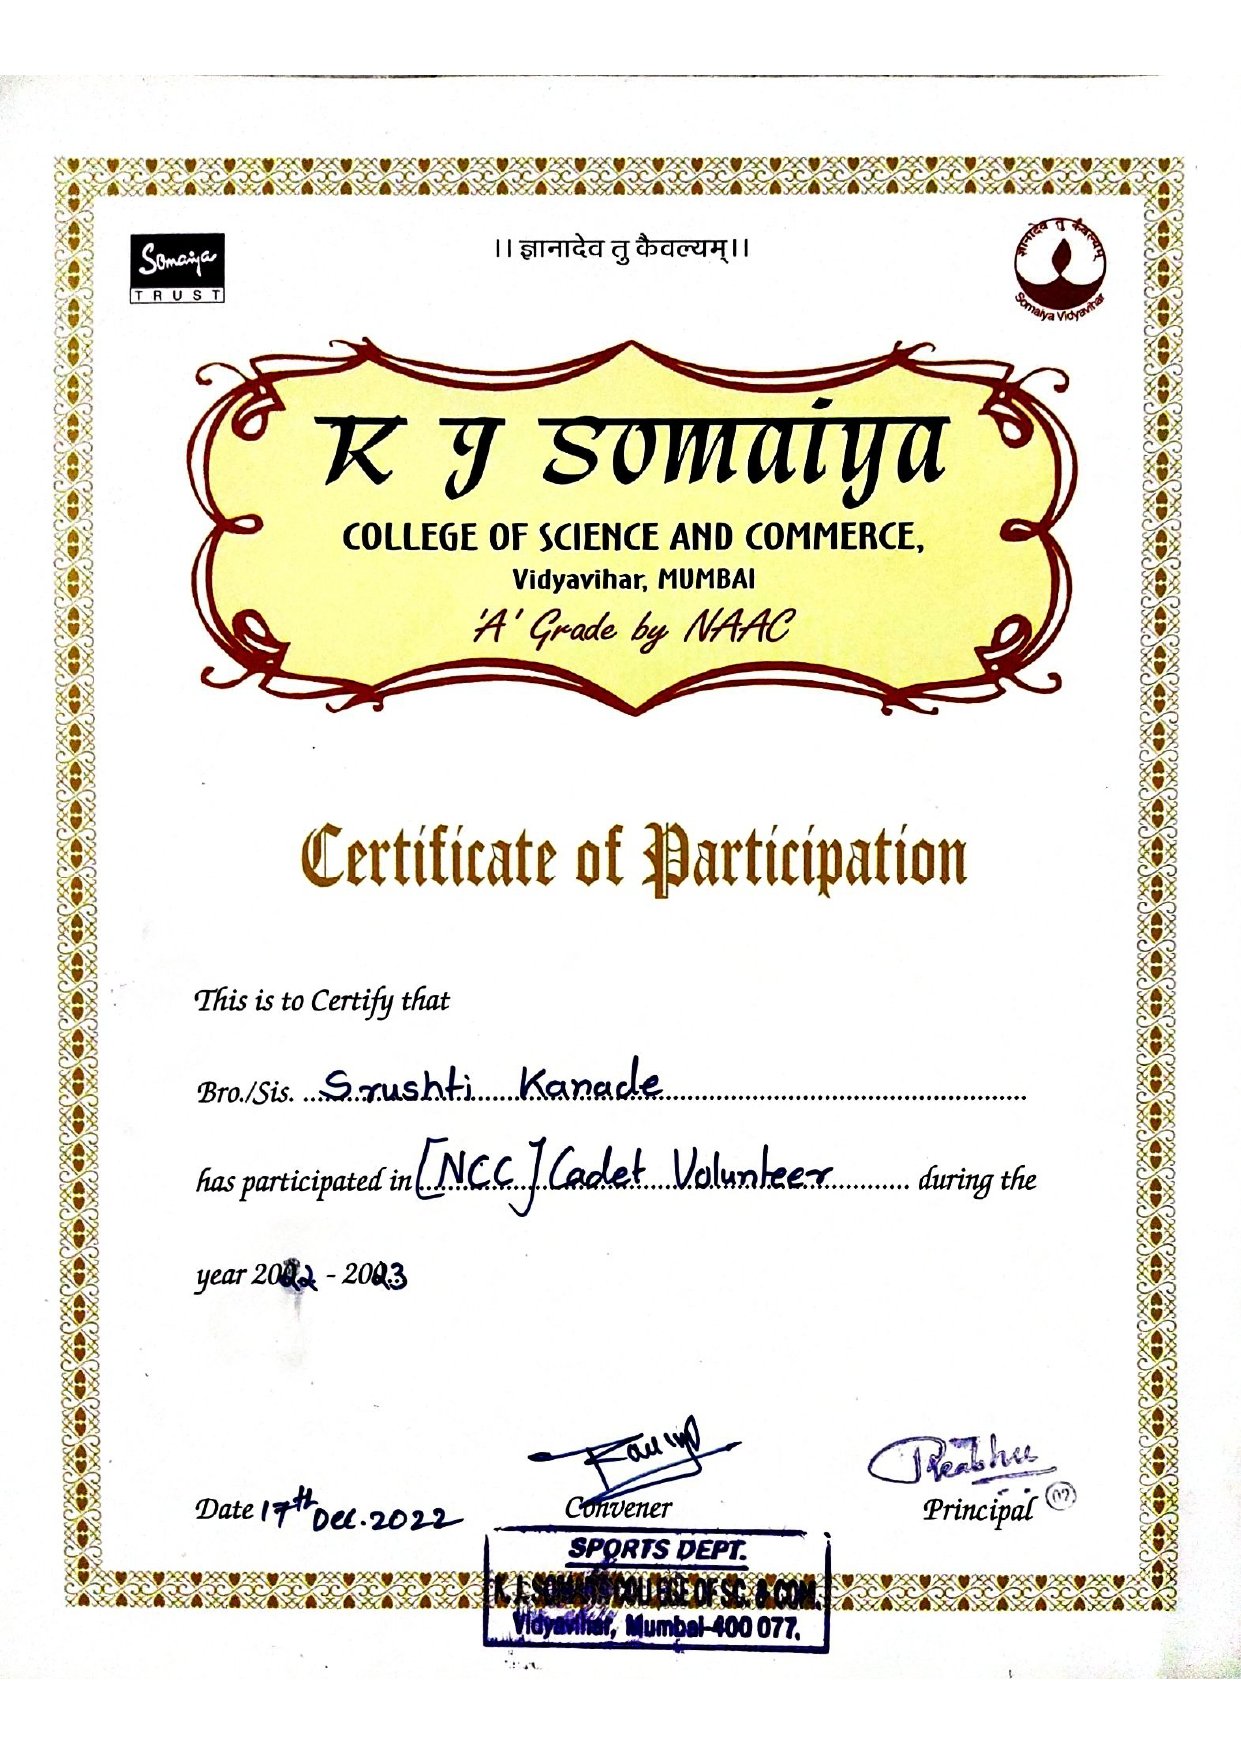 Somaiya
TRUST
।। ज्ञानादेव तु कैवल्यम् ।।
ज्ञानादेव तु कैवल्यम्
Somaiya Vidyavihar
K J Somaiya
COLLEGE OF SCIENCE AND COMMERCE,
Vidyavihar, MUMBAI
'A' Grade by NAAC
Certificate of Participation
This is to Certify that
Bro./Sis. Srushti Kanade
has participated in [NCC] Cadet Volunteer during the
year 2022 - 2023
Date 17th Dec. 2022
Convener
Prabhu
Principal
SPORTS DEPT.
K. J. SOMAIYA COLLEGE OF SC. & COM.
Vidyavihar, Mumbai-400 077.